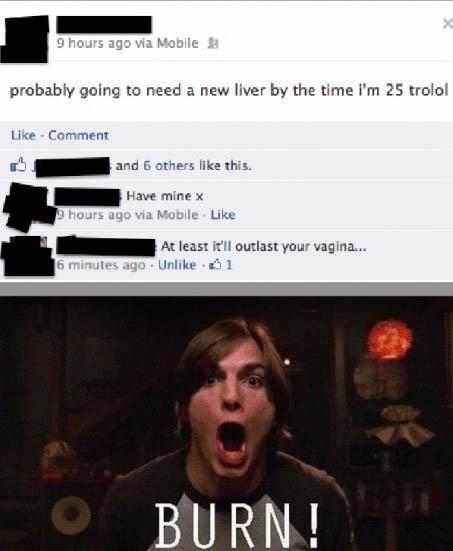 9 hours ago via Mobile
probably going to need a new liver by the time i'm 25 trolol
Like · Comment
and 6 others like this.
Have mine x
9 hours ago via Mobile · Like
At least it'll outlast your vagina...
6 minutes ago · Unlike · 1
BURN!